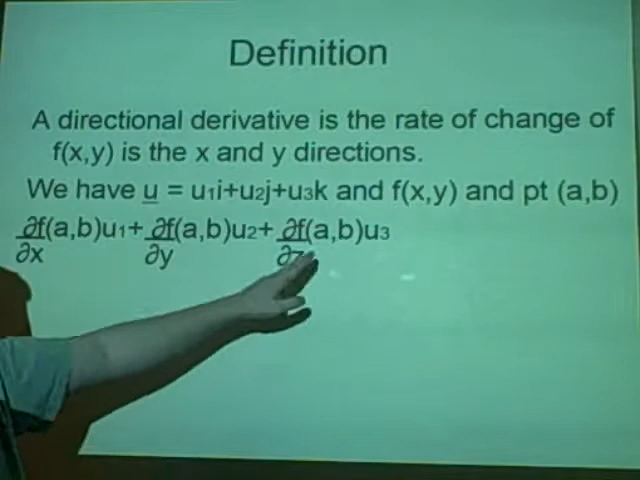 Definition
A directional derivative is the rate of change of
f(x,y) is the x and y directions.
We have u = u1i+u2j+u3k and f(x,y) and pt (a,b)
∂f(a,b)u1+ ∂f(a,b)u2+ ∂f(a,b)u3
∂x ∂y ∂z